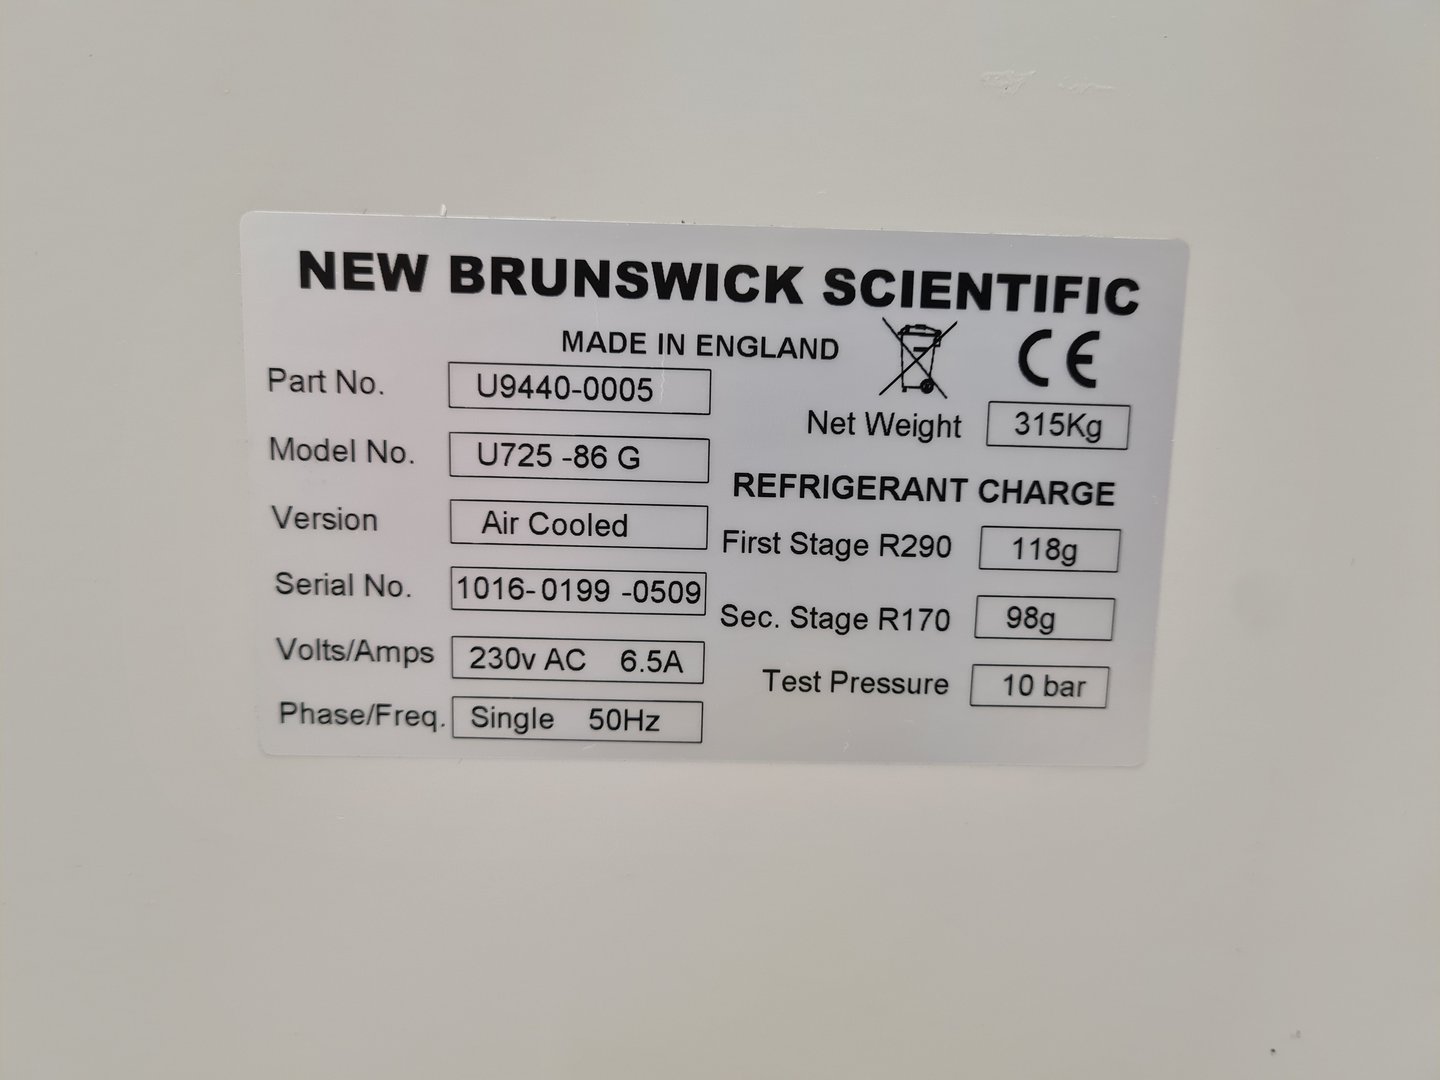 NEW BRUNSWICK SCIENTIFIC
MADE IN ENGLAND
CE
Part No. U9440-0005
Net Weight 315Kg
Model No. U725 -86 G
REFRIGERANT CHARGE
Version Air Cooled
First Stage R290 118g
Serial No. 1016-0199 -0509
Sec. Stage R170 98g
Volts/Amps 230v AC 6.5A
Test Pressure 10 bar
Phase/Freq. Single 50Hz